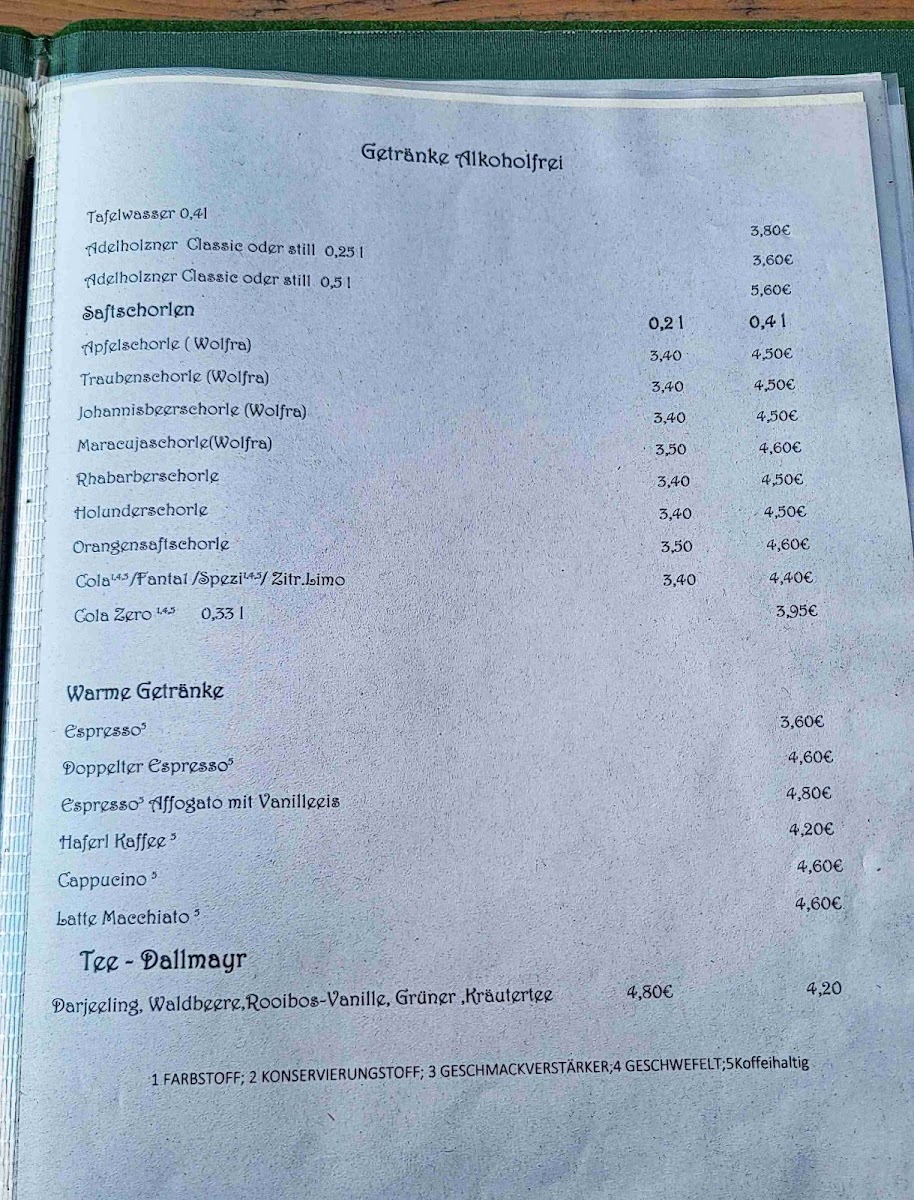 Getränke Alkoholfrei
Tafelwasser 0,4l 3,80€
Adelholzner Classic oder still 0,25 l 3,60€
Adelholzner Classic oder still 0,5 l 5,60€
Saftschorlen 0,2 l 0,4 l
Apfelschorle ( Wolfra) 3,40 4,50€
Traubenschorle (Wolfra) 3,40 4,50€
Johannisbeerschorle (Wolfra) 3,40 4,50€
Maracujaschorle(Wolfra) 3,50 4,60€
Rhabarberschorle 3,40 4,50€
Holunderschorle 3,40 4,50€
Orangensaftschorle 3,50 4,60€
Cola1,4,5/Fanta1 /Spezi1,4,5/ Zitr.Limo 3,40 4,40€
Cola Zero 1,4,5 0,33 l 3,95€
Warme Getränke
Espresso5 3,60€
Doppelter Espresso5 4,60€
Espresso5 Affogato mit Vanilleeis 4,80€
Haferl Kaffee 5 4,20€
Cappucino 5 4,60€
Latte Macchiato 5 4,60€
Tee - Dallmayr
Darjeeling, Waldbeere,Rooibos-Vanille, Grüner ,Kräutertee 4,80€ 4,20
1 FARBSTOFF; 2 KONSERVIERUNGSTOFF; 3 GESCHMACKVERSTÄRKER;4 GESCHWEFELT;5Koffeihaltig